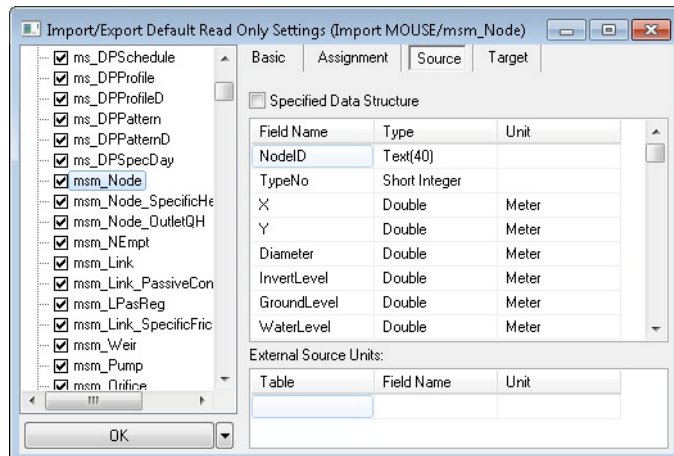 Import/Export Default Read Only Settings (Import MOUSE/msm_Node)
ms_DPSchedule
ms_DPProfile
ms_DPProfileD
ms_DPPattern
ms_DPPatternD
ms_DPSpecDay
msm_Node
msm_Node_SpecificHe
msm_Node_OutletQH
msm_NEmpt
msm_Link
msm_Link_PassiveCon
msm_LPasReg
msm_Link_SpecificFric
msm_Weir
msm_Pump
msm_Orifice
OK
Basic Assignment Source Target
Specified Data Structure
Field Name Type Unit
NodeID Text(40)
TypeNo Short Integer
X Double Meter
Y Double Meter
Diameter Double Meter
InvertLevel Double Meter
GroundLevel Double Meter
WaterLevel Double Meter
External Source Units:
Table Field Name Unit